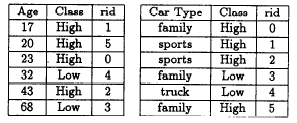 Age Class rid
17 High 1
20 High 5
23 High 0
32 Low 4
43 High 2
68 Low 3
Car Type Class rid
family High 0
sports High 1
sports High 2
family Low 3
truck Low 4
family High 5